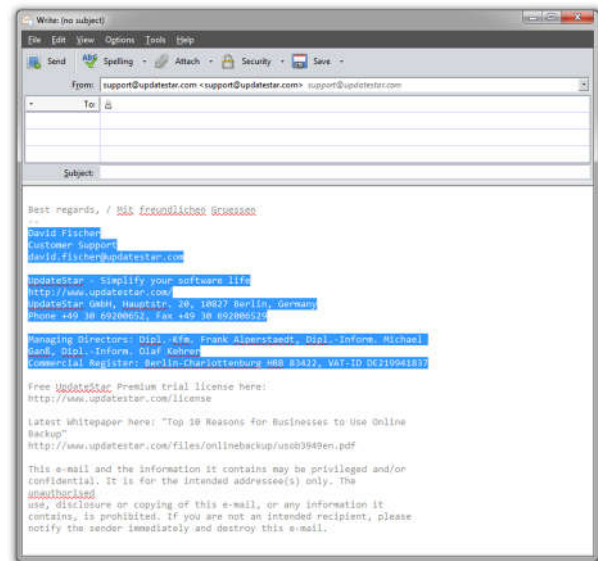 Write: (no subject)
File Edit View Options Tools Help
Send Spelling Attach Security Save
From: support@updatestar.com <support@updatestar.com> support@updatestar.com
To:
Subject:
Best regards, / Mit freundlichen Gruessen
--
David Fischer
Customer Support
david.fischer@updatestar.com
UpdateStar - Simplify your software life
http://www.updatestar.com/
UpdateStar GmbH, Hauptstr. 20, 10827 Berlin, Germany
Phone +49 30 69200652, Fax +49 30 692006529
Managing Directors: Dipl.-Kfm. Frank Alperstaedt, Dipl.-Inform. Michael
Ganß, Dipl.-Inform. Olaf Kehrer
Commercial Register: Berlin-Charlottenburg HRB 83422, VAT-ID DE219941837
Free UpdateStar Premium trial license here:
http://www.updatestar.com/license
Latest Whitepaper here: "Top 10 Reasons for Businesses to Use Online
Backup"
http://www.updatestar.com/files/onlinebackup/usob3949en.pdf
This e-mail and the information it contains may be privileged and/or
confidential. It is for the intended addressee(s) only. The
unauthorised
use, disclosure or copying of this e-mail, or any information it
contains, is prohibited. If you are not an intended recipient, please
notify the sender immediately and destroy this e-mail.